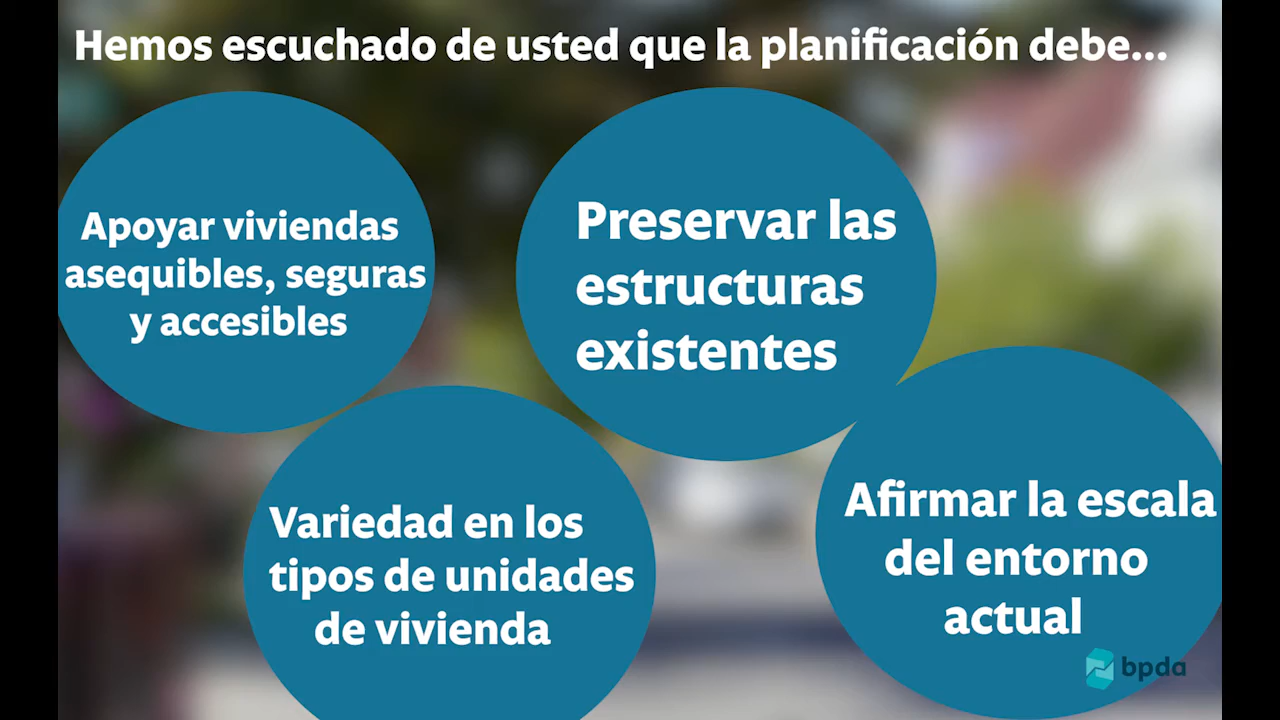 Hemos escuchado de usted que la planificación debe...
Apoyar viviendas
asequibles, seguras
y accesibles
Preservar las
estructuras
existentes
Variedad en los
tipos de unidades
de vivienda
Afirmar la escala
del entorno
actual
bpda